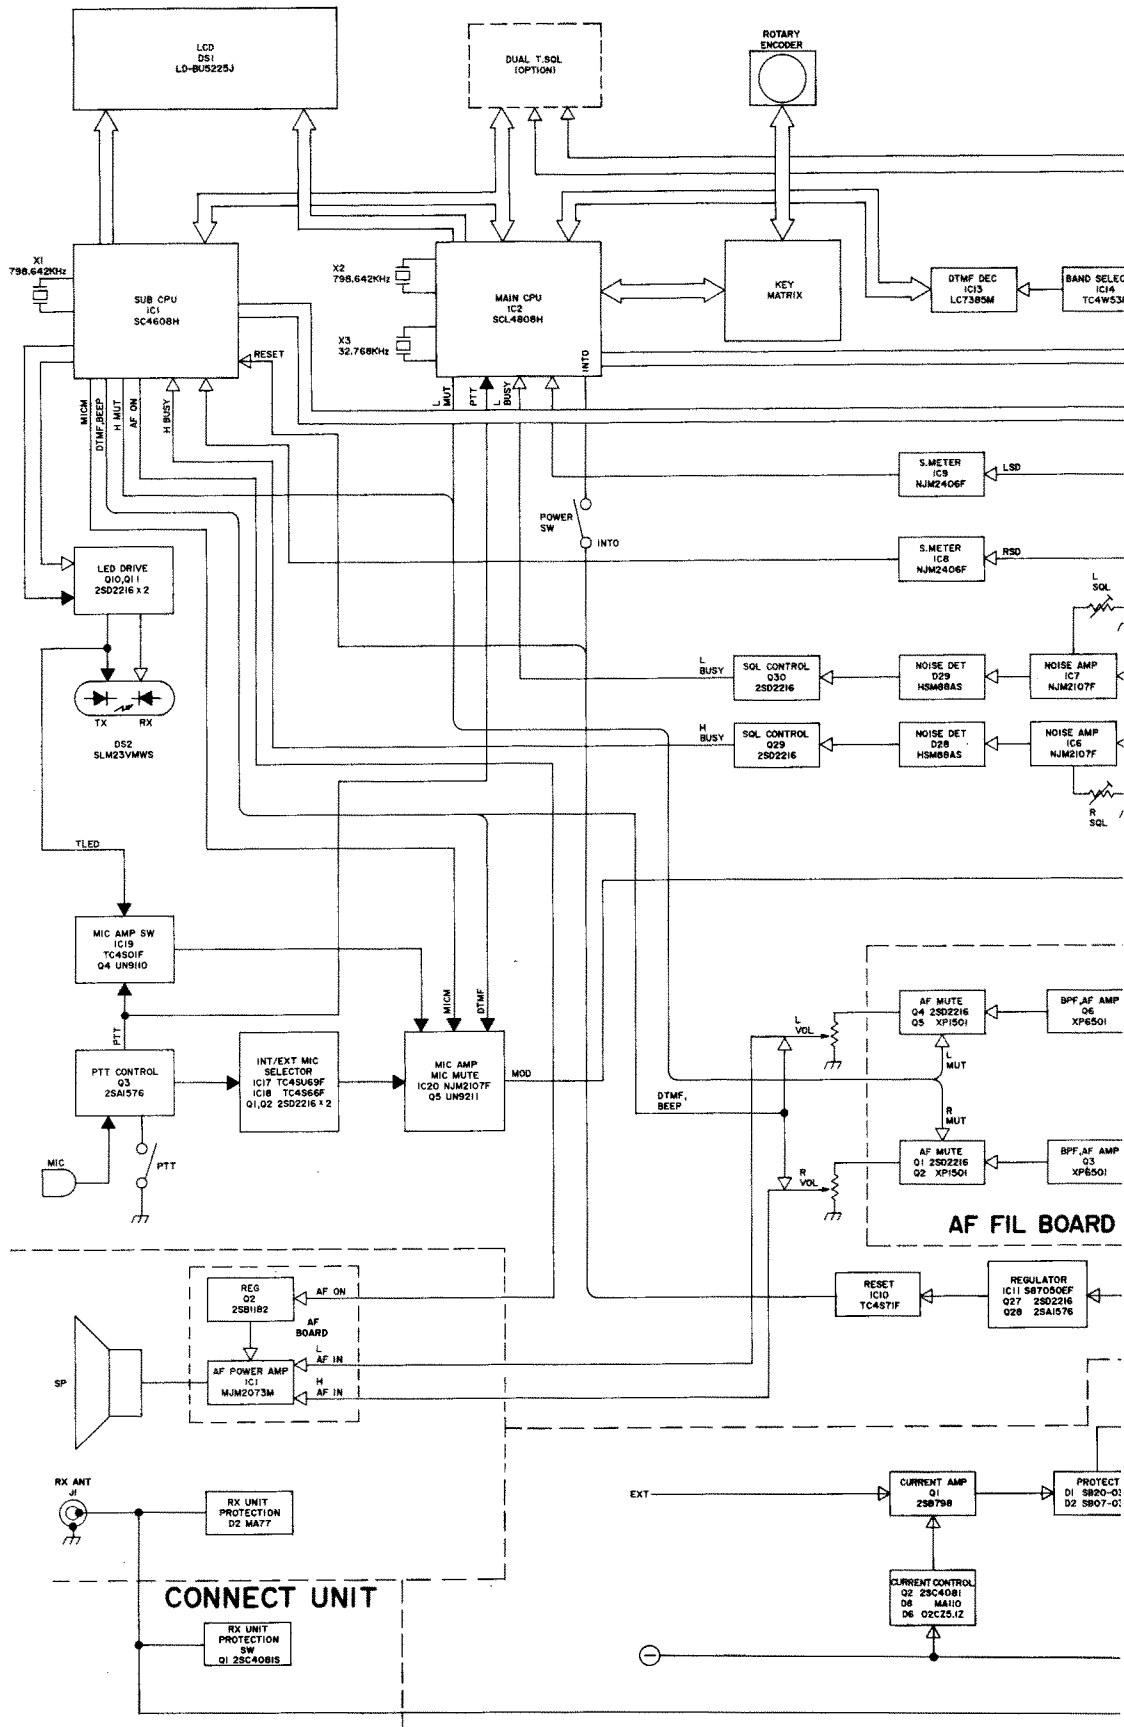 LCD
DS1
LD-BU5225J
DUAL T.SQL
(OPTION)
ROTARY
ENCODER
X1
798.642KHz
SUB CPU
IC1
SC4608H
RESET
X2
798.642KHz
X3
32.768KHz
MAIN CPU
IC2
SCL4808H
INTO
KEY
MATRIX
DTMF DEC
IC13
LC7385M
BAND SELEC
IC14
TC4W53F
MICM
DTMF,BEEP
H MUT
AF ON
H BUSY
L
MUT
PTT
L
BUSY
S.METER
IC9
NJM2406F
LSD
POWER
SW
INTO
S.METER
IC8
NJM2406F
RSD
LED DRIVE
Q10,Q11
2SD2216 x 2
TX
RX
DS2
SLM23VMWS
L
SQL
L
BUSY
SQL CONTROL
Q30
2SD2216
NOISE DET
D29
HSM88AS
NOISE AMP
IC7
NJM2107F
H
BUSY
SQL CONTROL
Q29
2SD2216
NOISE DET
D28
HSM88AS
NOISE AMP
IC6
NJM2107F
R
SQL
TLED
MIC AMP SW
IC19
TC4S01F
Q4 UN9110
MICM
DTMF
PTT
PTT CONTROL
Q3
2SA1576
INT/EXT MIC
SELECTOR
IC17 TC4SU69F
IC18 TC4S66F
Q1,Q2 2SD2216 x 2
MIC AMP
MIC MUTE
IC20 NJM2107F
Q5 UN9211
MOD
MIC
PTT
L
VOL
AF MUTE
Q4 2SD2216
Q5 XP1501
BPF,AF AMP
Q6
XP6501
L
MUT
DTMF,
BEEP
R
MUT
R
VOL
AF MUTE
Q1 2SD2216
Q2 XP1501
BPF,AF AMP
Q3
XP6501
AF FIL BOARD
REG
Q2
2SB1182
AF ON
AF
BOARD
SP
AF POWER AMP
IC1
MJM2073M
L
AF IN
H
AF IN
RESET
IC10
TC4S71F
REGULATOR
IC11 S87050EF
Q27 2SD2216
Q28 2SA1576
RX ANT
J1
RX UNIT
PROTECTION
D2 MA77
EXT
CURRENT AMP
Q1
2SB798
PROTECT
D1 SB20-03
D2 SB07-03
CONNECT UNIT
CURRENT CONTROL
Q2 2SC4081
D8 MA110
D6 02CZ5.1Z
RX UNIT
PROTECTION
SW
Q1 2SC4081S